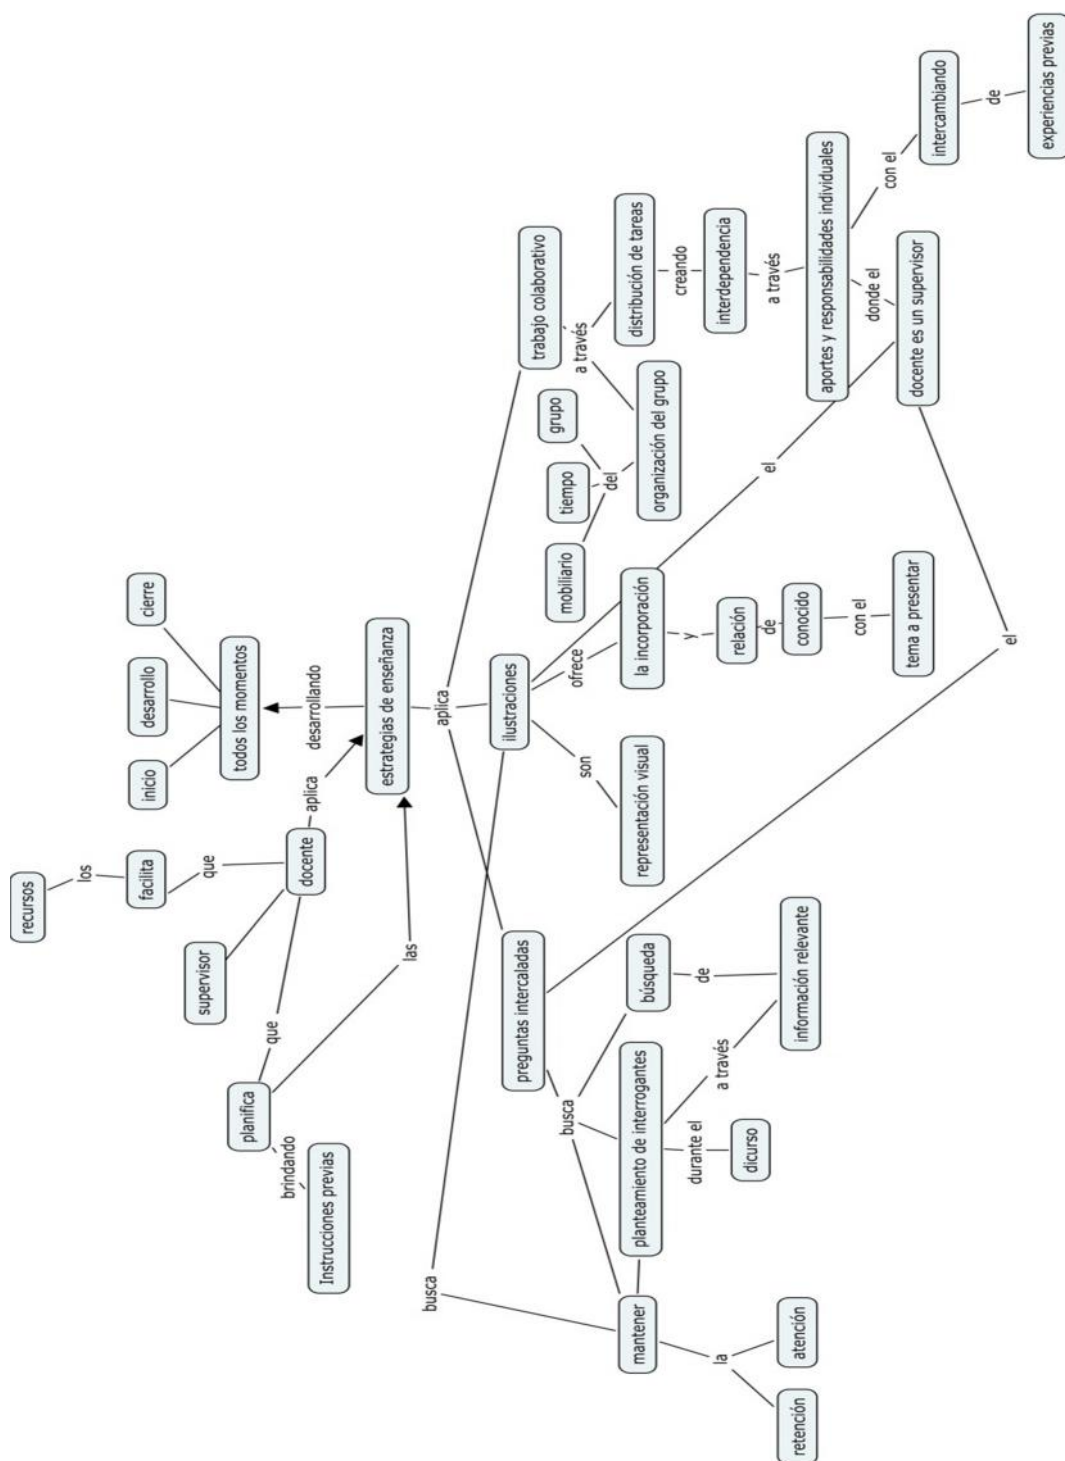 recursos
los
facilita
inicio
desarrollo
cierre
supervisor
que
todos los momentos
planifica
que
brindando
docente
aplica
desarrollando
Instrucciones previas
estrategias de enseñanza
las
busca
aplica
preguntas intercaladas
ilustraciones
trabajo colaborativo
busca
son
ofrece
mobiliario
tiempo
grupo
a través
del
mantener
planteamiento de interrogantes
búsqueda
representación visual
la incorporación
organización del grupo
distribución de tareas
creando
la
durante el
a través
de
y
relación
interdependencia
dicurso
de
el
a través
retención
atención
información relevante
conocido
aportes y responsabilidades individuales
con el
donde el
con el
tema a presentar
docente es un supervisor
intercambiando
de
el
experiencias previas